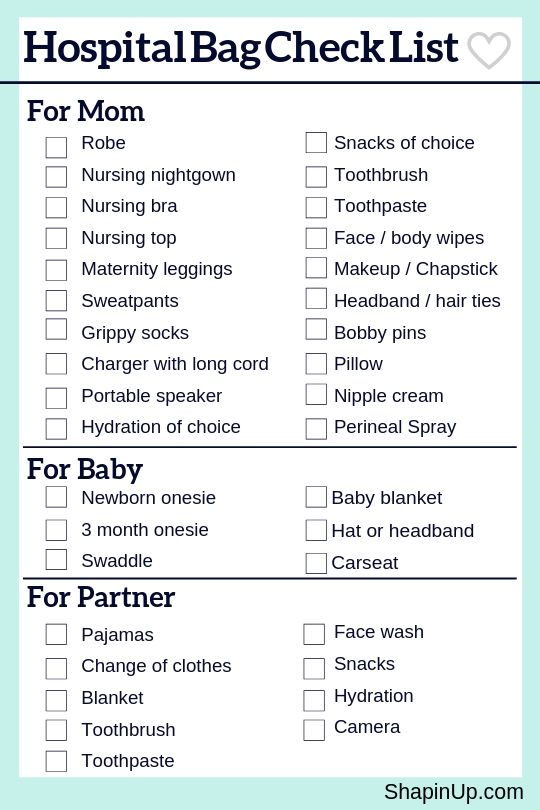 Hospital Bag Check List
For Mom
Robe
Nursing nightgown
Nursing bra
Nursing top
Maternity leggings
Sweatpants
Grippy socks
Charger with long cord
Portable speaker
Hydration of choice
Snacks of choice
Toothbrush
Toothpaste
Face / body wipes
Makeup / Chapstick
Headband / hair ties
Bobby pins
Pillow
Nipple cream
Perineal Spray
For Baby
Newborn onesie
3 month onesie
Swaddle
Baby blanket
Hat or headband
Carseat
For Partner
Pajamas
Change of clothes
Blanket
Toothbrush
Toothpaste
Face wash
Snacks
Hydration
Camera
ShapinUp.com